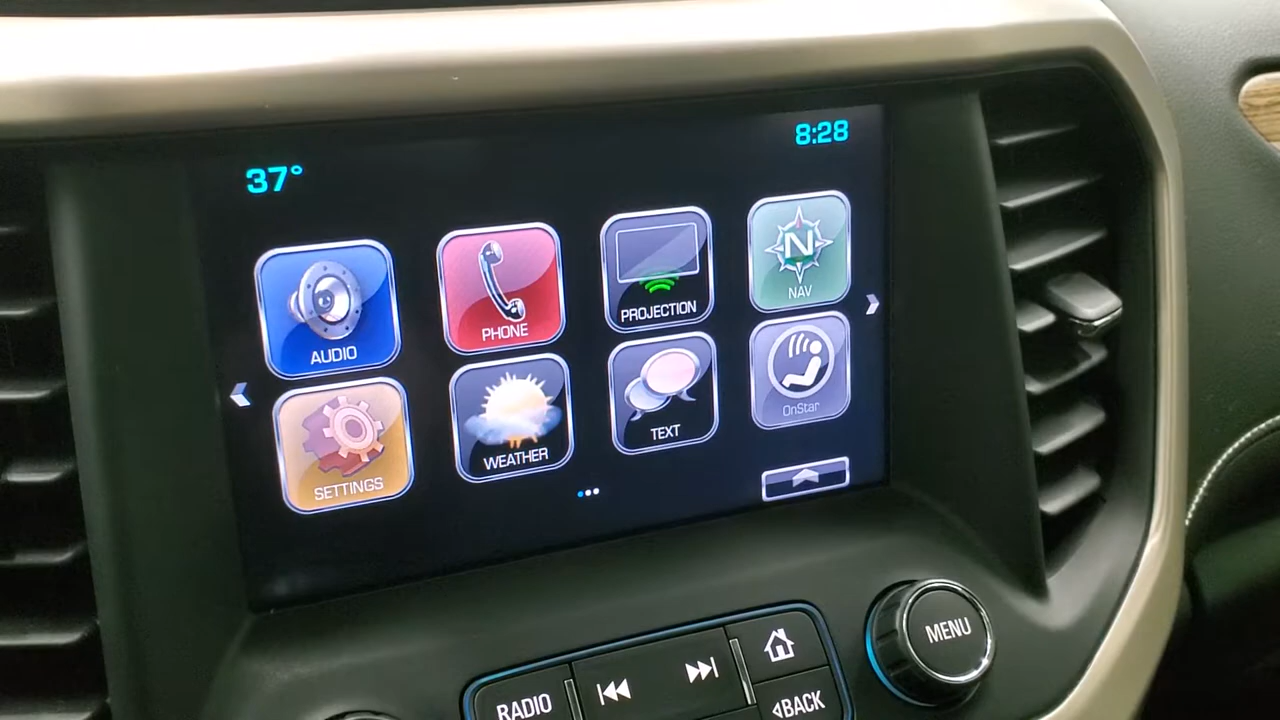 37°
8:28
AUDIO
PHONE
PROJECTION
N
NAV
SETTINGS
WEATHER
TEXT
OnStar
MENU
RADIO
BACK